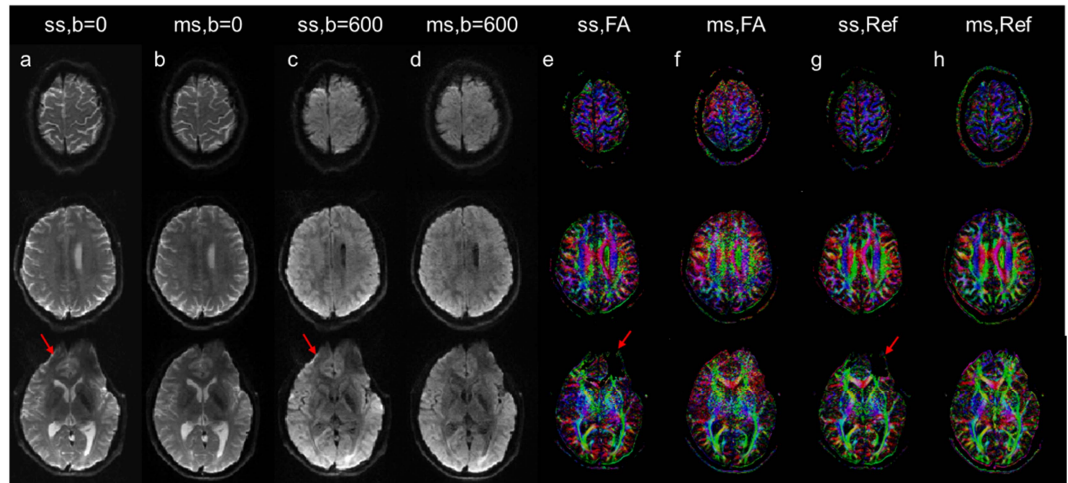 ss,b=0 ms,b=0 ss,b=600 ms,b=600 ss,FA ms,FA ss,Ref ms,Ref
a b c d e f g h